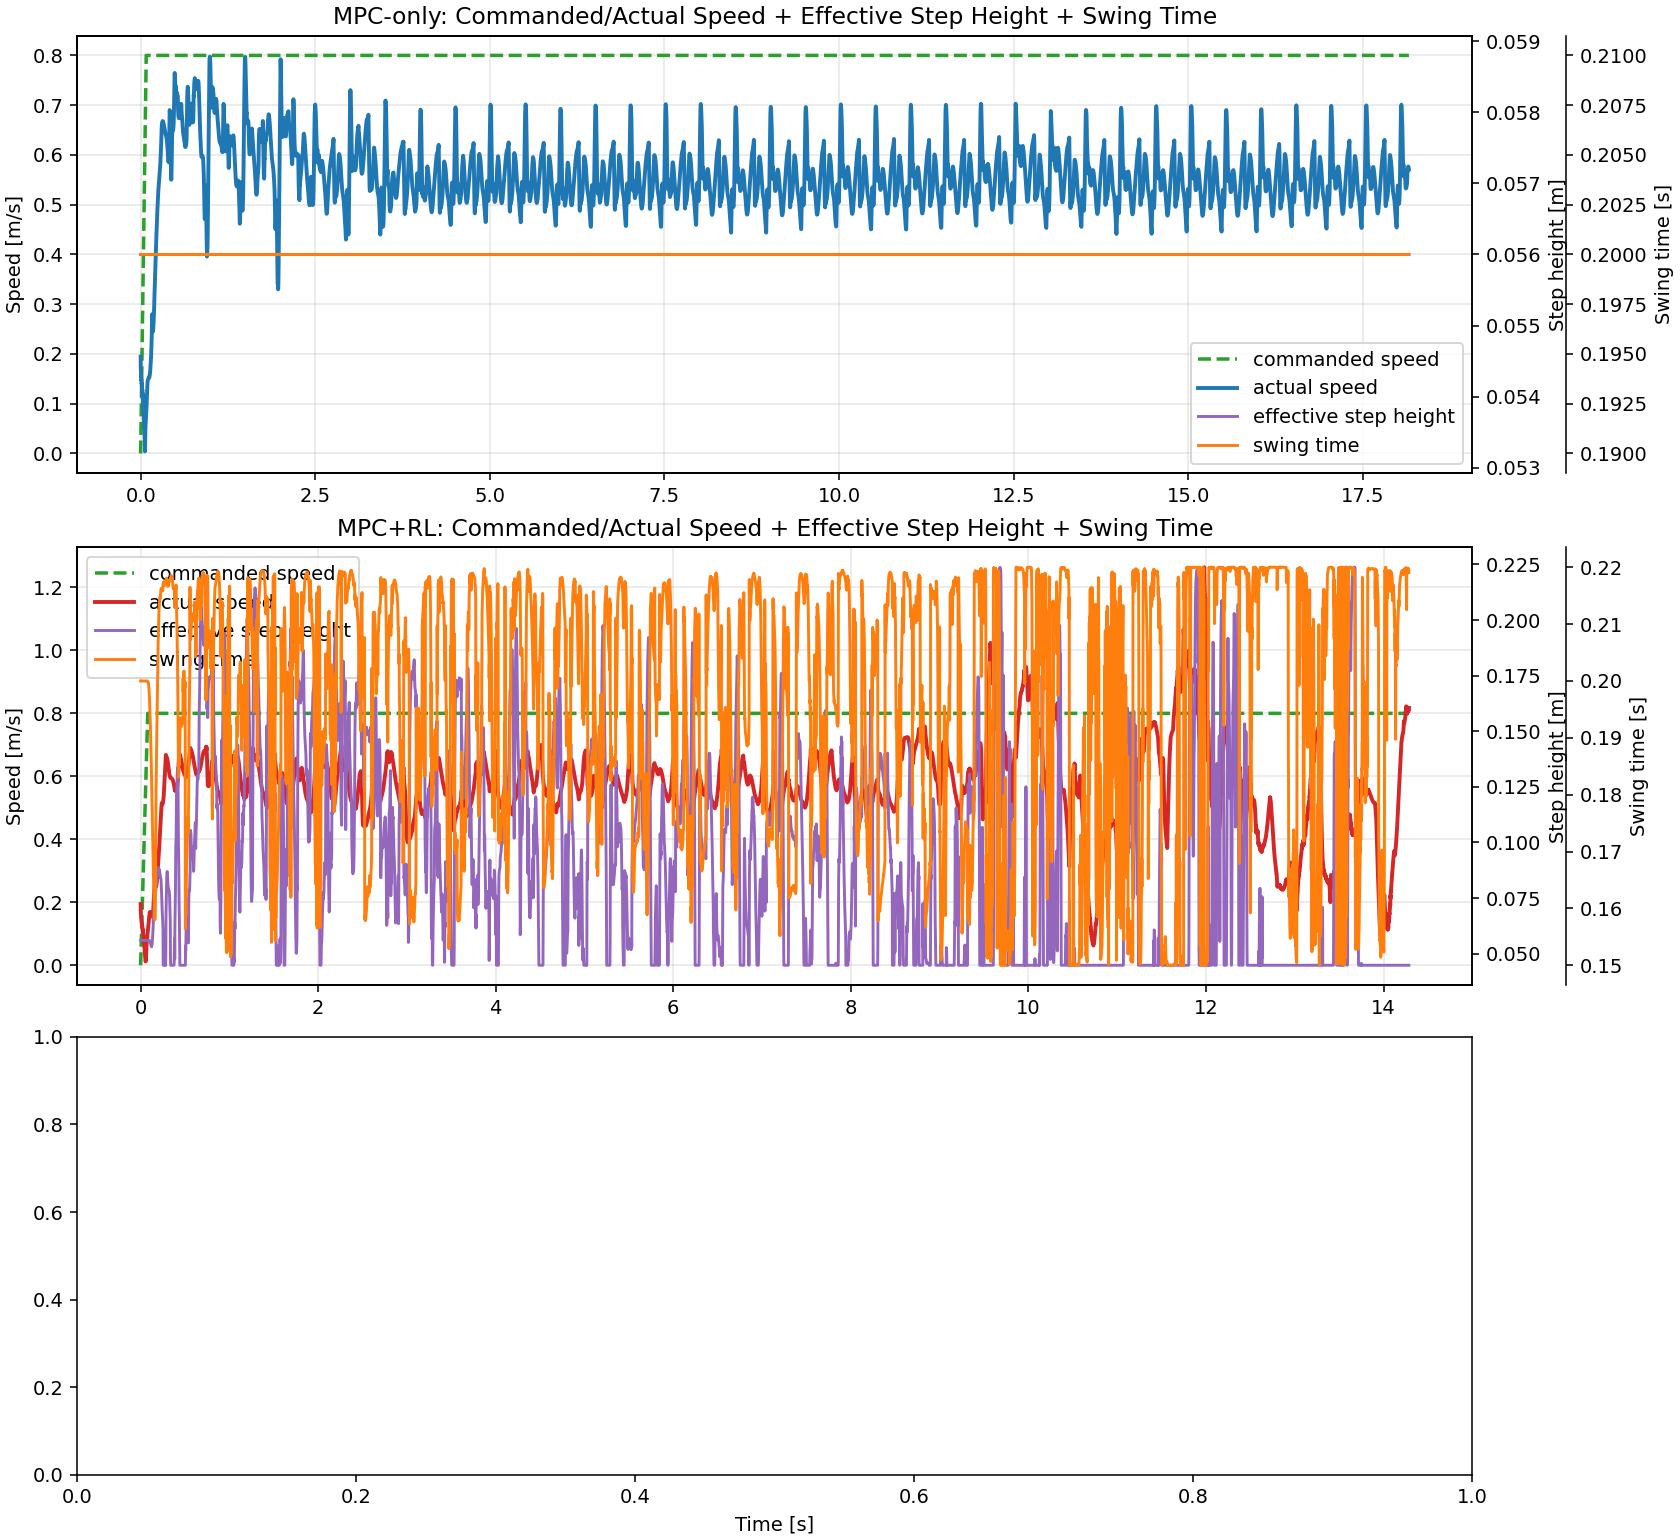 MPC-only: Commanded/Actual Speed + Effective Step Height + Swing Time
Speed [m/s]
0.8
0.7
0.6
0.5
0.4
0.3
0.2
0.1
0.0
0.0 2.5 5.0 7.5 10.0 12.5 15.0 17.5
0.059
0.058
0.057
0.056
0.055
0.054
0.053
Step height [m]
0.2100
0.2075
0.2050
0.2025
0.2000
0.1975
0.1950
0.1925
0.1900
Swing time [s]
commanded speed
actual speed
effective step height
swing time
MPC+RL: Commanded/Actual Speed + Effective Step Height + Swing Time
Speed [m/s]
1.2
1.0
0.8
0.6
0.4
0.2
0.0
0 2 4 6 8 10 12 14
commanded speed
actual speed
effective step height
swing time
0.225
0.200
0.175
0.150
0.125
0.100
0.075
0.050
Step height [m]
0.22
0.21
0.20
0.19
0.18
0.17
0.16
0.15
Swing time [s]
1.0
0.8
0.6
0.4
0.2
0.0
0.0 0.2 0.4 0.6 0.8 1.0
Time [s]